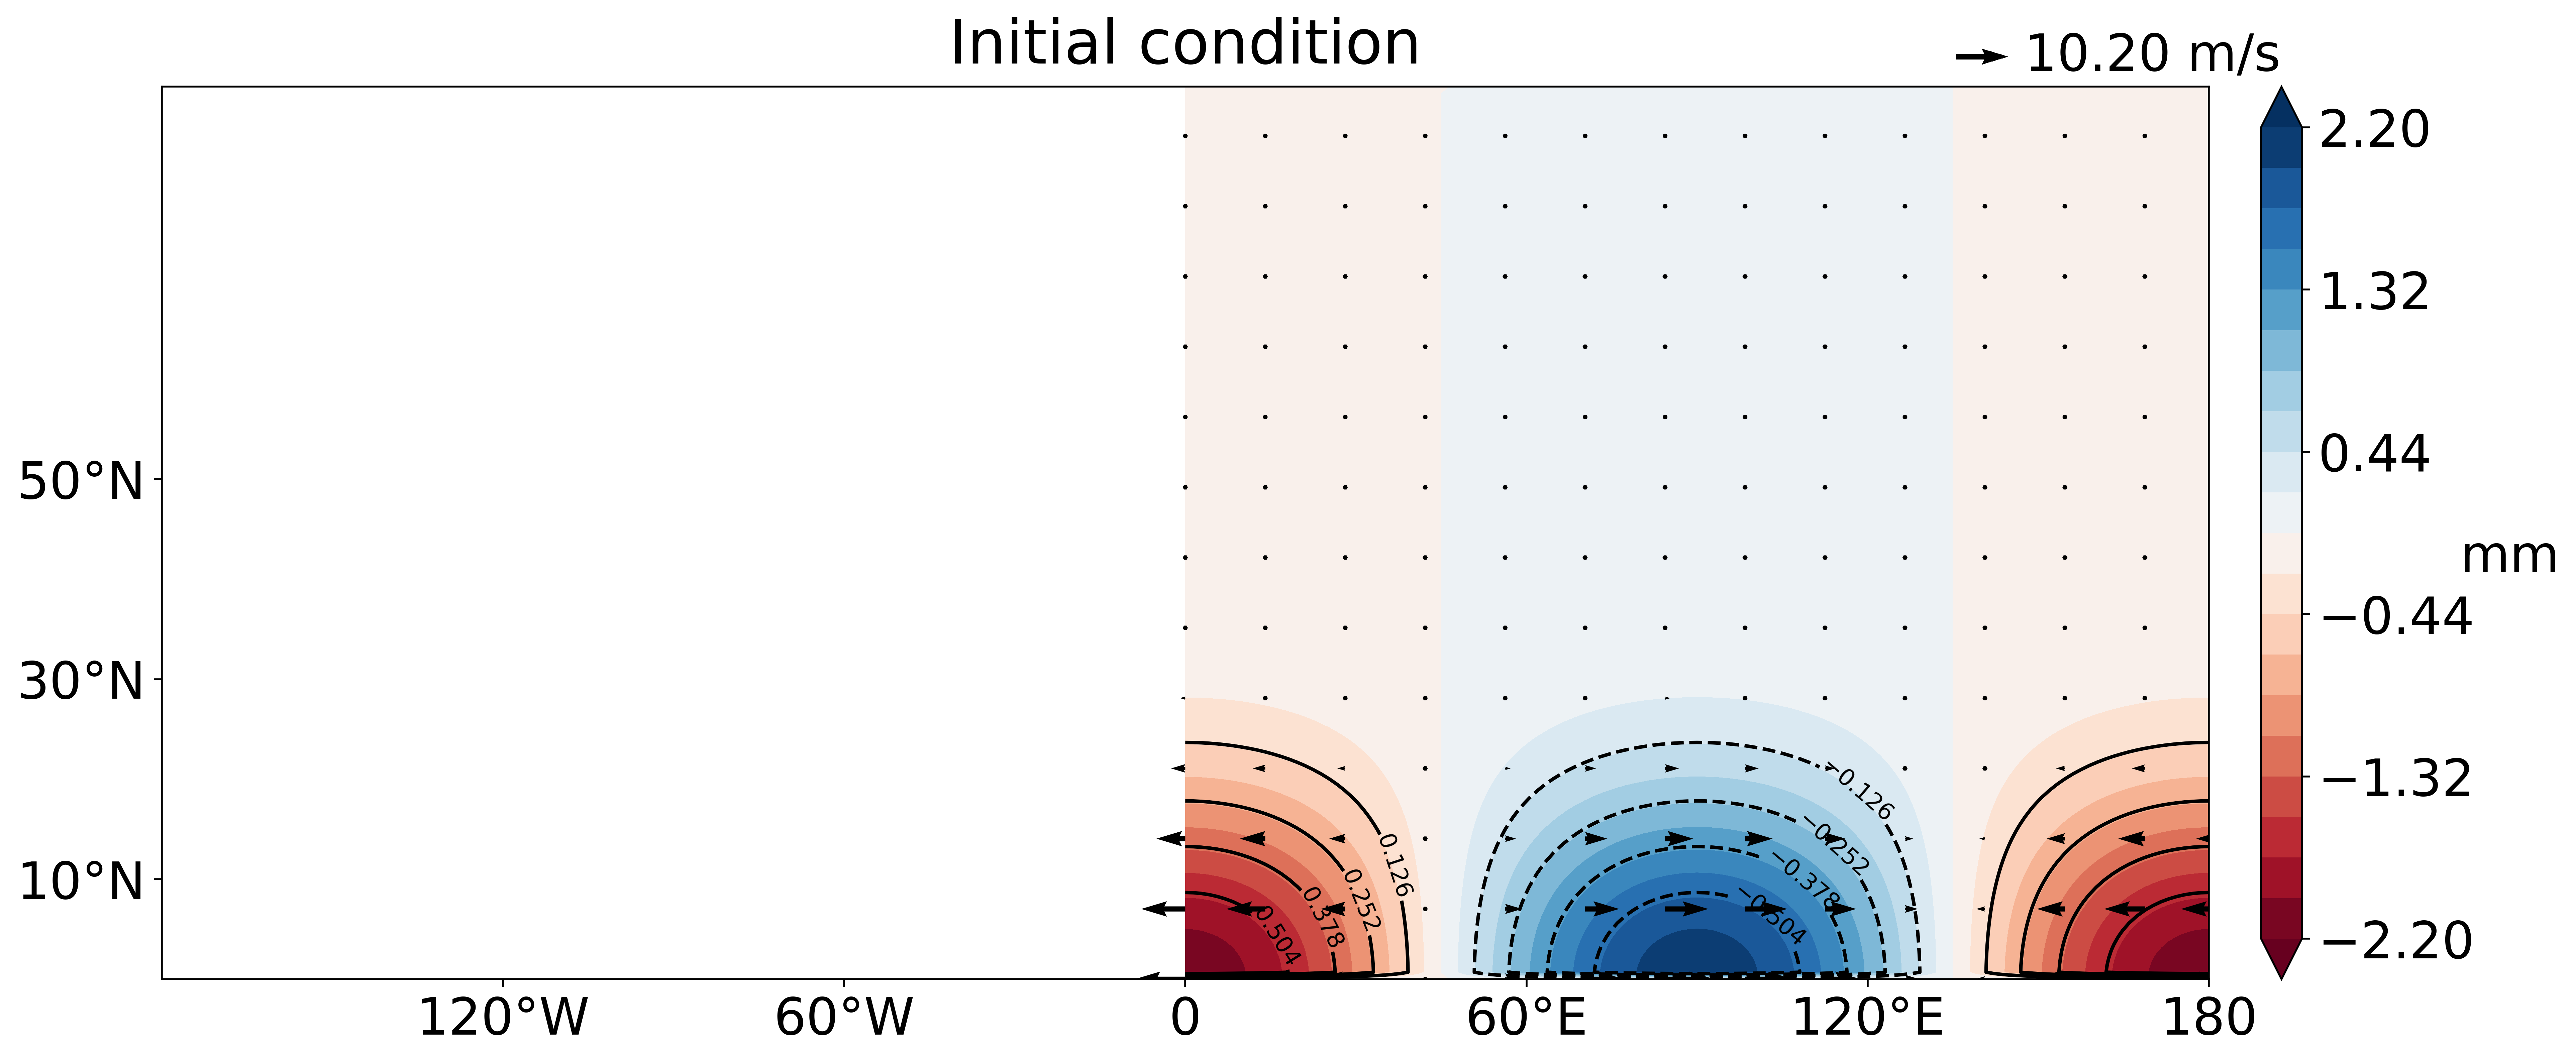 Initial condition
10.20 m/s
2.20
1.32
0.44
mm
−0.44
−1.32
−2.20
50°N
30°N
10°N
0.504
0.378
0.252
0.126
−0.126
−0.252
−0.378
−0.504
120°W
60°W
0
60°E
120°E
180